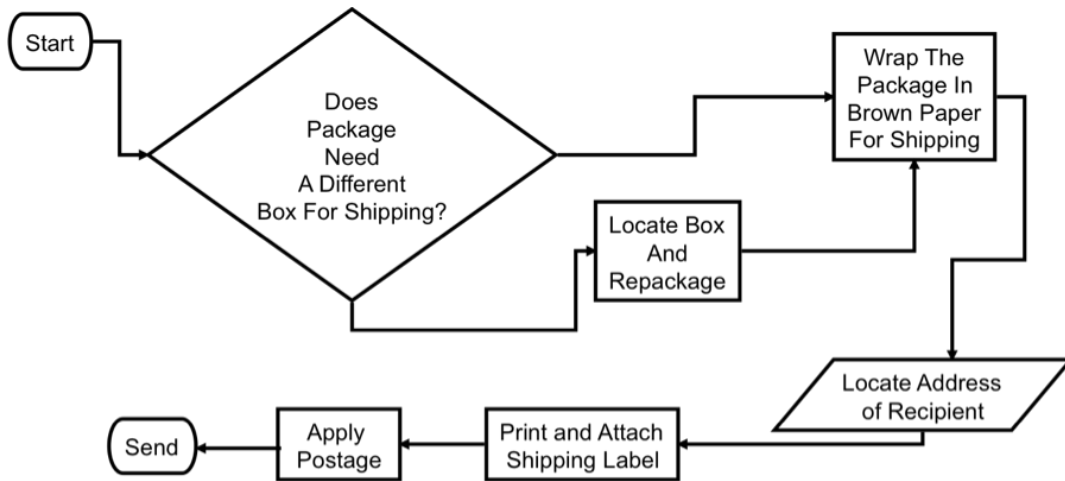 Start
Does
Package
Need
A Different
Box For Shipping?
Wrap The
Package In
Brown Paper
For Shipping
Locate Box
And
Repackage
Locate Address
of Recipient
Print and Attach
Shipping Label
Apply
Postage
Send